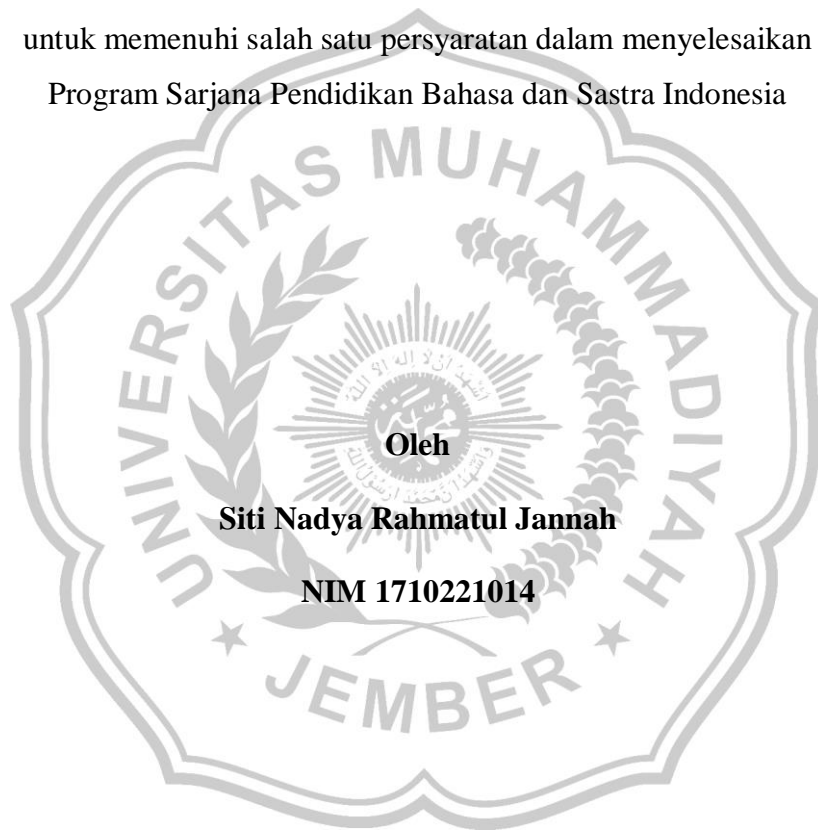 untuk memenuhi salah satu persyaratan dalam menyelesaikan
Program Sarjana Pendidikan Bahasa dan Sastra Indonesia
UNIVERSITAS MUHAMMADIYAH
Oleh
Siti Nadya Rahmatul Jannah
NIM 1710221014
JEMBER